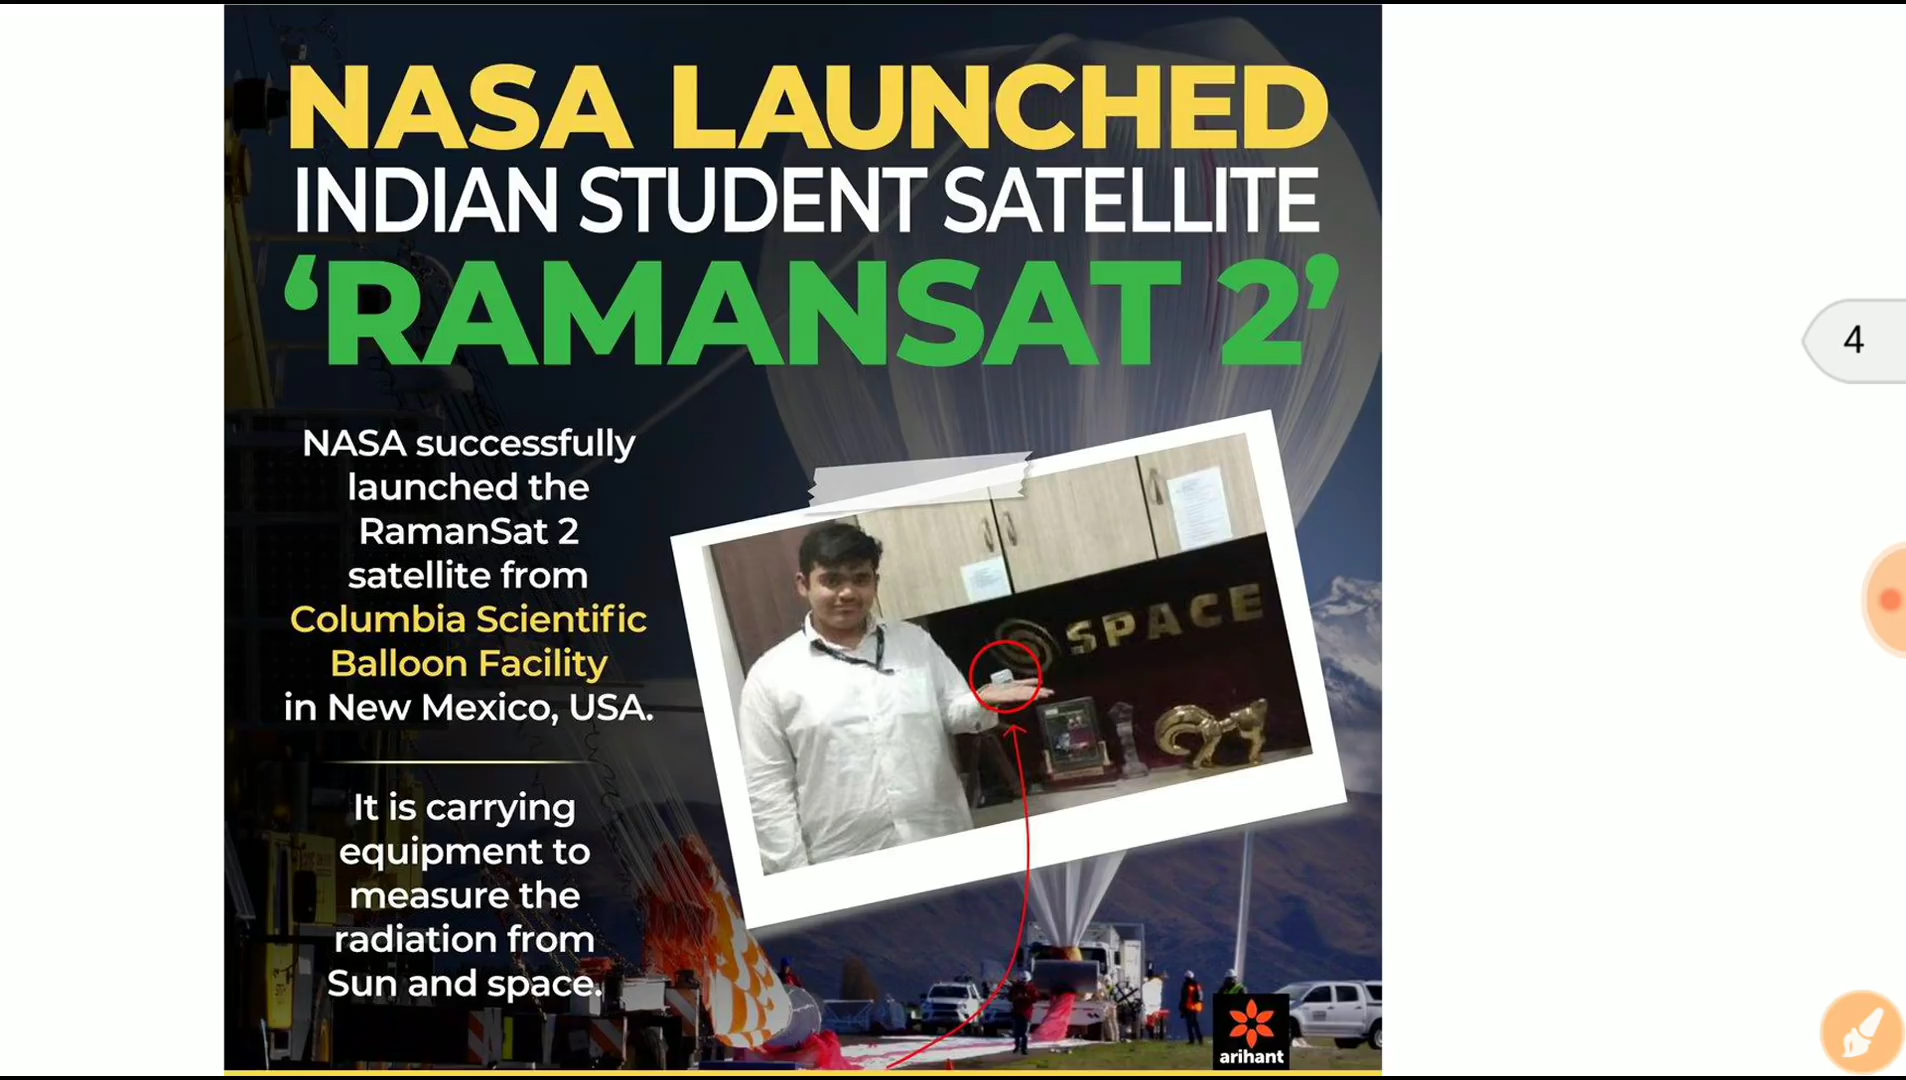 NASA LAUNCHED
INDIAN STUDENT SATELLITE
‘RAMANSAT 2’
NASA successfully
launched the
RamanSat 2
satellite from
Columbia Scientific
Balloon Facility
in New Mexico, USA.
It is carrying
equipment to
measure the
radiation from
Sun and space.
SPACE
arihant
4